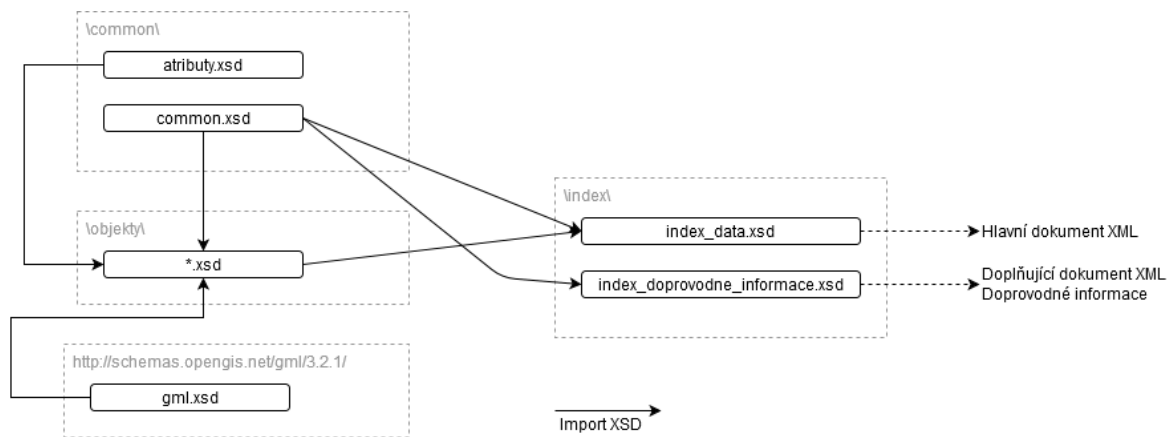 \common\
atributy.xsd
common.xsd
\objekty\
*.xsd
http://schemas.opengis.net/gml/3.2.1/
gml.xsd
\index\
index_data.xsd
index_doprovodne_informace.xsd
Hlavní dokument XML
Doplňující dokument XML
Doprovodné informace
Import XSD